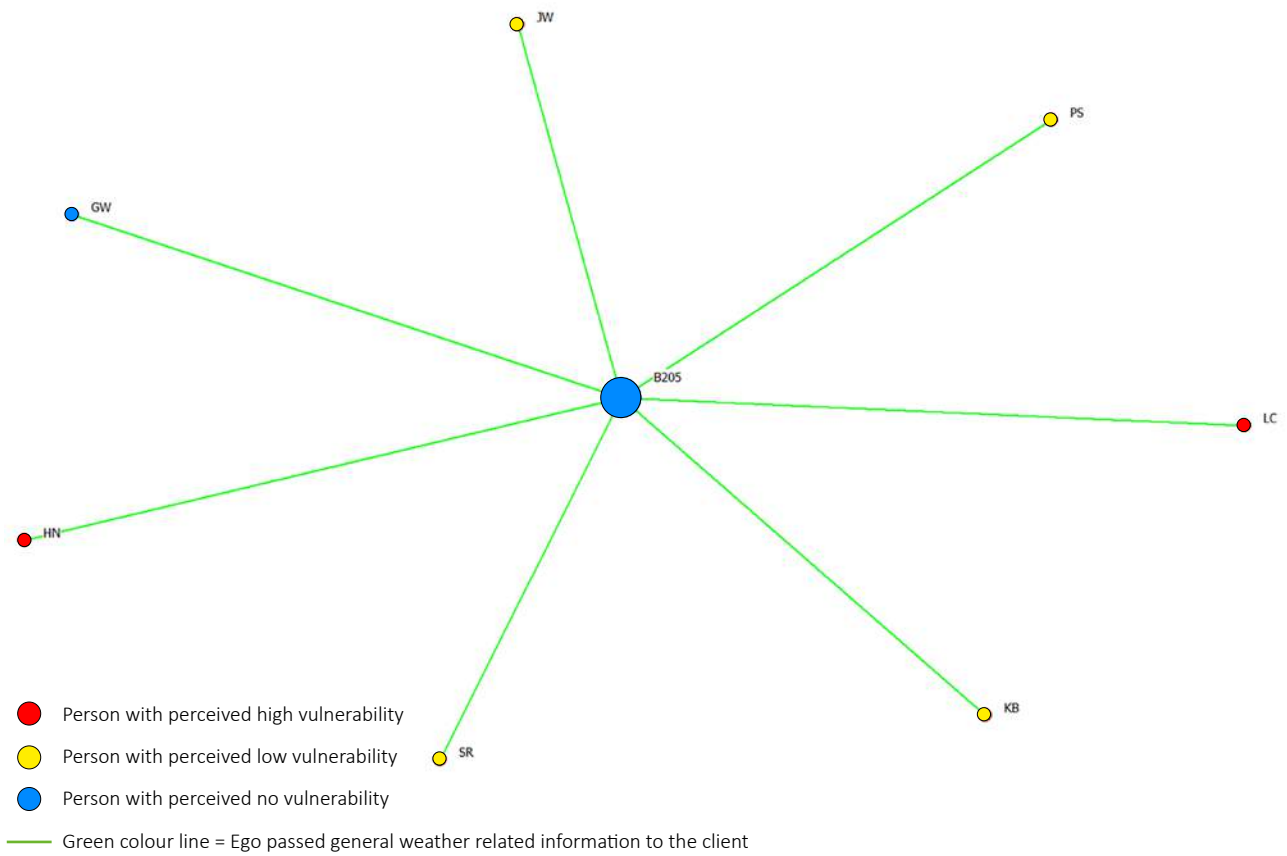 JW
PS
GW
B205
LC
HN
KB
SR
Person with perceived high vulnerability
Person with perceived low vulnerability
Person with perceived no vulnerability
Green colour line = Ego passed general weather related information to the client